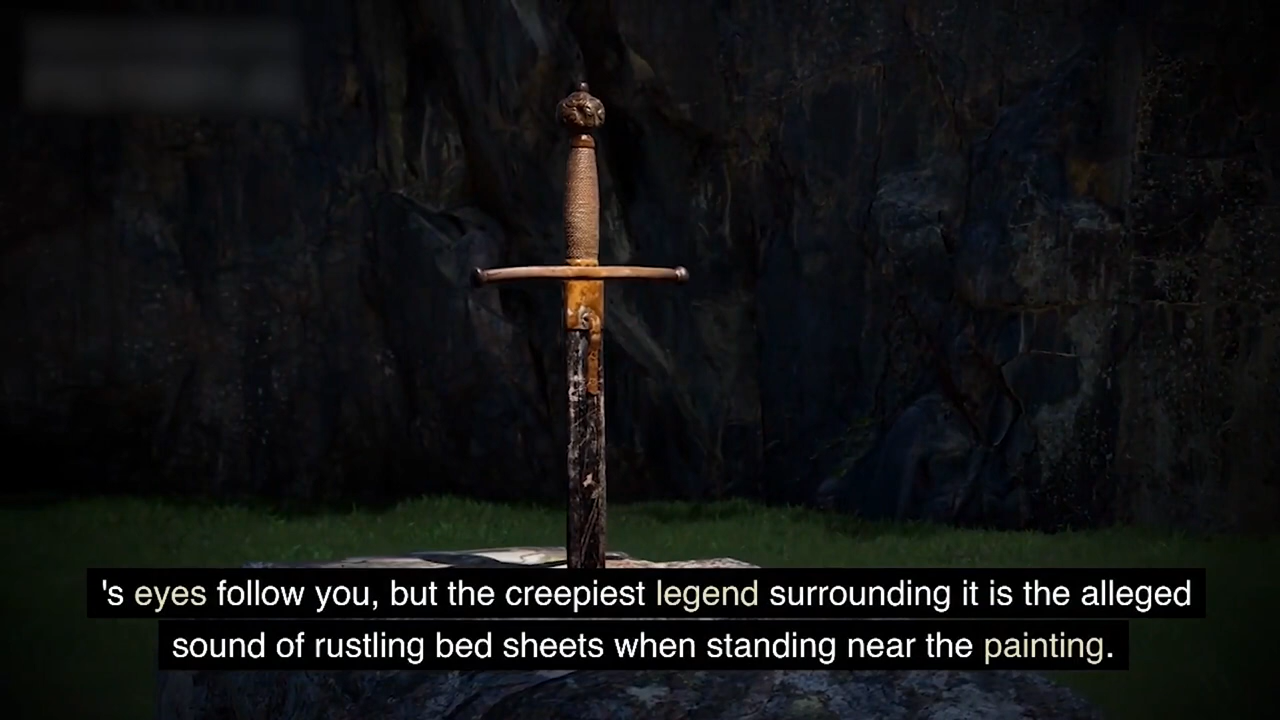 's eyes follow you, but the creepiest legend surrounding it is the alleged
sound of rustling bed sheets when standing near the painting.